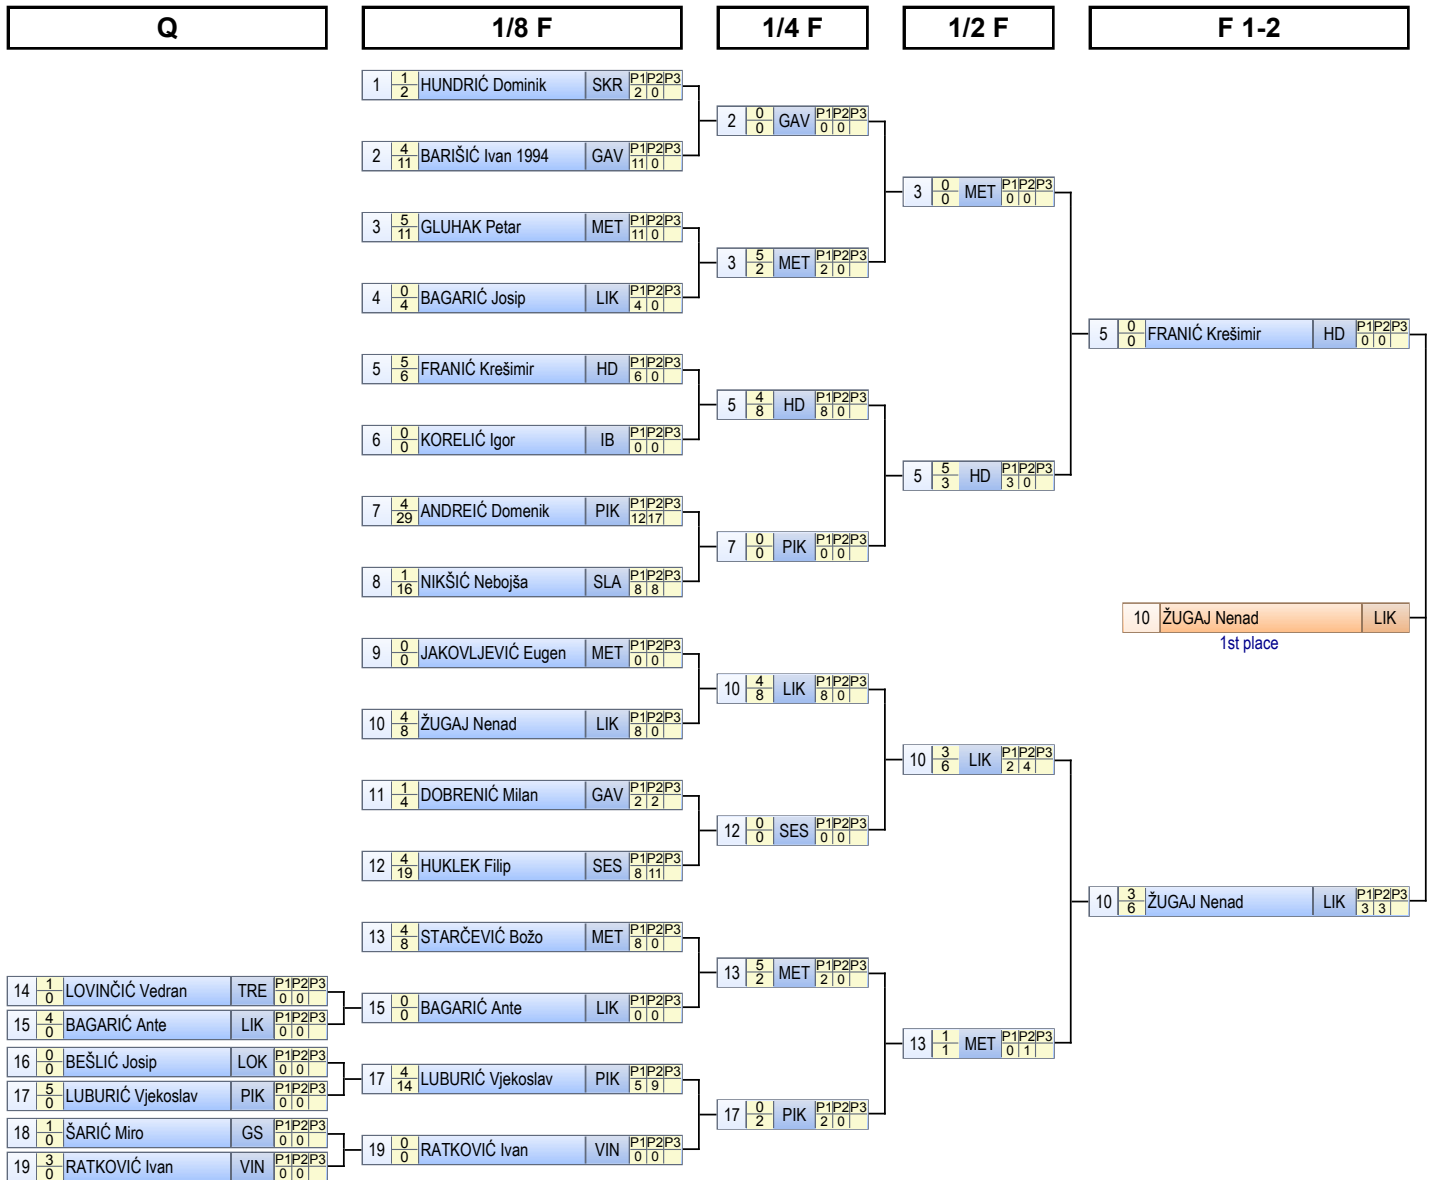 Q 1/8 F 1/4 F 1/2 F F 1-2
1 1 2 HUNDRIĆ Dominik SKR P1 P2 P3 2 0
2 0 0 GAV P1 P2 P3 0 0
2 4 11 BARIŠIĆ Ivan 1994 GAV P1 P2 P3 11 0
3 0 0 MET P1 P2 P3 0 0
3 5 11 GLUHAK Petar MET P1 P2 P3 11 0
3 5 2 MET P1 P2 P3 2 0
4 0 4 BAGARIĆ Josip LIK P1 P2 P3 4 0
5 0 0 FRANIĆ Krešimir HD P1 P2 P3 0 0
5 5 6 FRANIĆ Krešimir HD P1 P2 P3 6 0
5 4 8 HD P1 P2 P3 8 0
6 0 0 KORELIĆ Igor IB P1 P2 P3 0 0
5 5 3 HD P1 P2 P3 3 0
7 4 29 ANDREIĆ Domenik PIK P1 P2 P3 12 17
7 0 0 PIK P1 P2 P3 0 0
8 1 16 NIKŠIĆ Nebojša SLA P1 P2 P3 8 8
10 ŽUGAJ Nenad LIK
1st place
9 0 0 JAKOVLJEVIĆ Eugen MET P1 P2 P3 0 0
10 4 8 LIK P1 P2 P3 8 0
10 4 8 ŽUGAJ Nenad LIK P1 P2 P3 8 0
10 3 6 LIK P1 P2 P3 2 4
11 1 4 DOBRENIĆ Milan GAV P1 P2 P3 2 2
12 0 0 SES P1 P2 P3 0 0
12 4 19 HUKLEK Filip SES P1 P2 P3 8 11
10 3 6 ŽUGAJ Nenad LIK P1 P2 P3 3 3
13 4 8 STARČEVIĆ Božo MET P1 P2 P3 8 0
13 5 2 MET P1 P2 P3 2 0
14 1 0 LOVINČIĆ Vedran TRE P1 P2 P3 0 0
15 0 0 BAGARIĆ Ante LIK P1 P2 P3 0 0
15 4 0 BAGARIĆ Ante LIK P1 P2 P3 0 0
13 1 1 MET P1 P2 P3 0 1
16 0 0 BEŠLIĆ Josip LOK P1 P2 P3 0 0
17 4 14 LUBURIĆ Vjekoslav PIK P1 P2 P3 5 9
17 5 0 LUBURIĆ Vjekoslav PIK P1 P2 P3 0 0
17 0 2 PIK P1 P2 P3 2 0
18 1 0 ŠARIĆ Miro GS P1 P2 P3 0 0
19 0 0 RATKOVIĆ Ivan VIN P1 P2 P3 0 0
19 3 0 RATKOVIĆ Ivan VIN P1 P2 P3 0 0